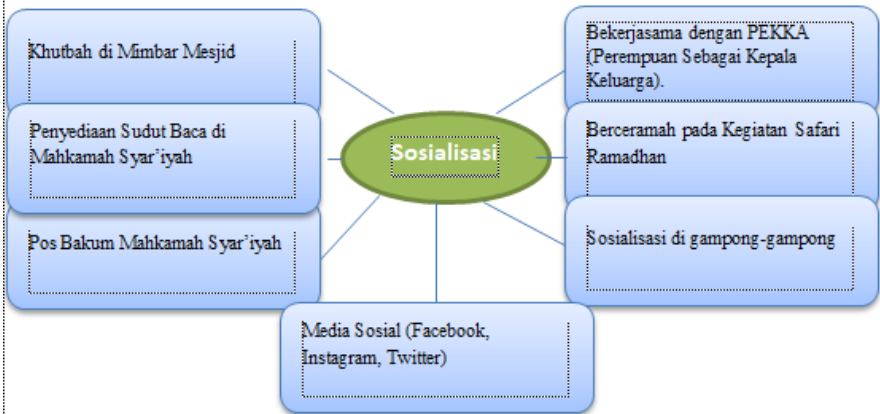 Khutbah di Mimbar Mesjid
Penyediaan Sudut Baca di
Mahkamah Syar’iyah
Pos Bakum Mahkamah Syar’iyah
Sosialisasi
Bekerjasama dengan PEKKA
(Perempuan Sebagai Kepala
Keluarga).
Berceramah pada Kegiatan Safari
Ramadhan
Sosialisasi di gampong-gampong
Media Sosial (Facebook,
Instagram, Twitter)